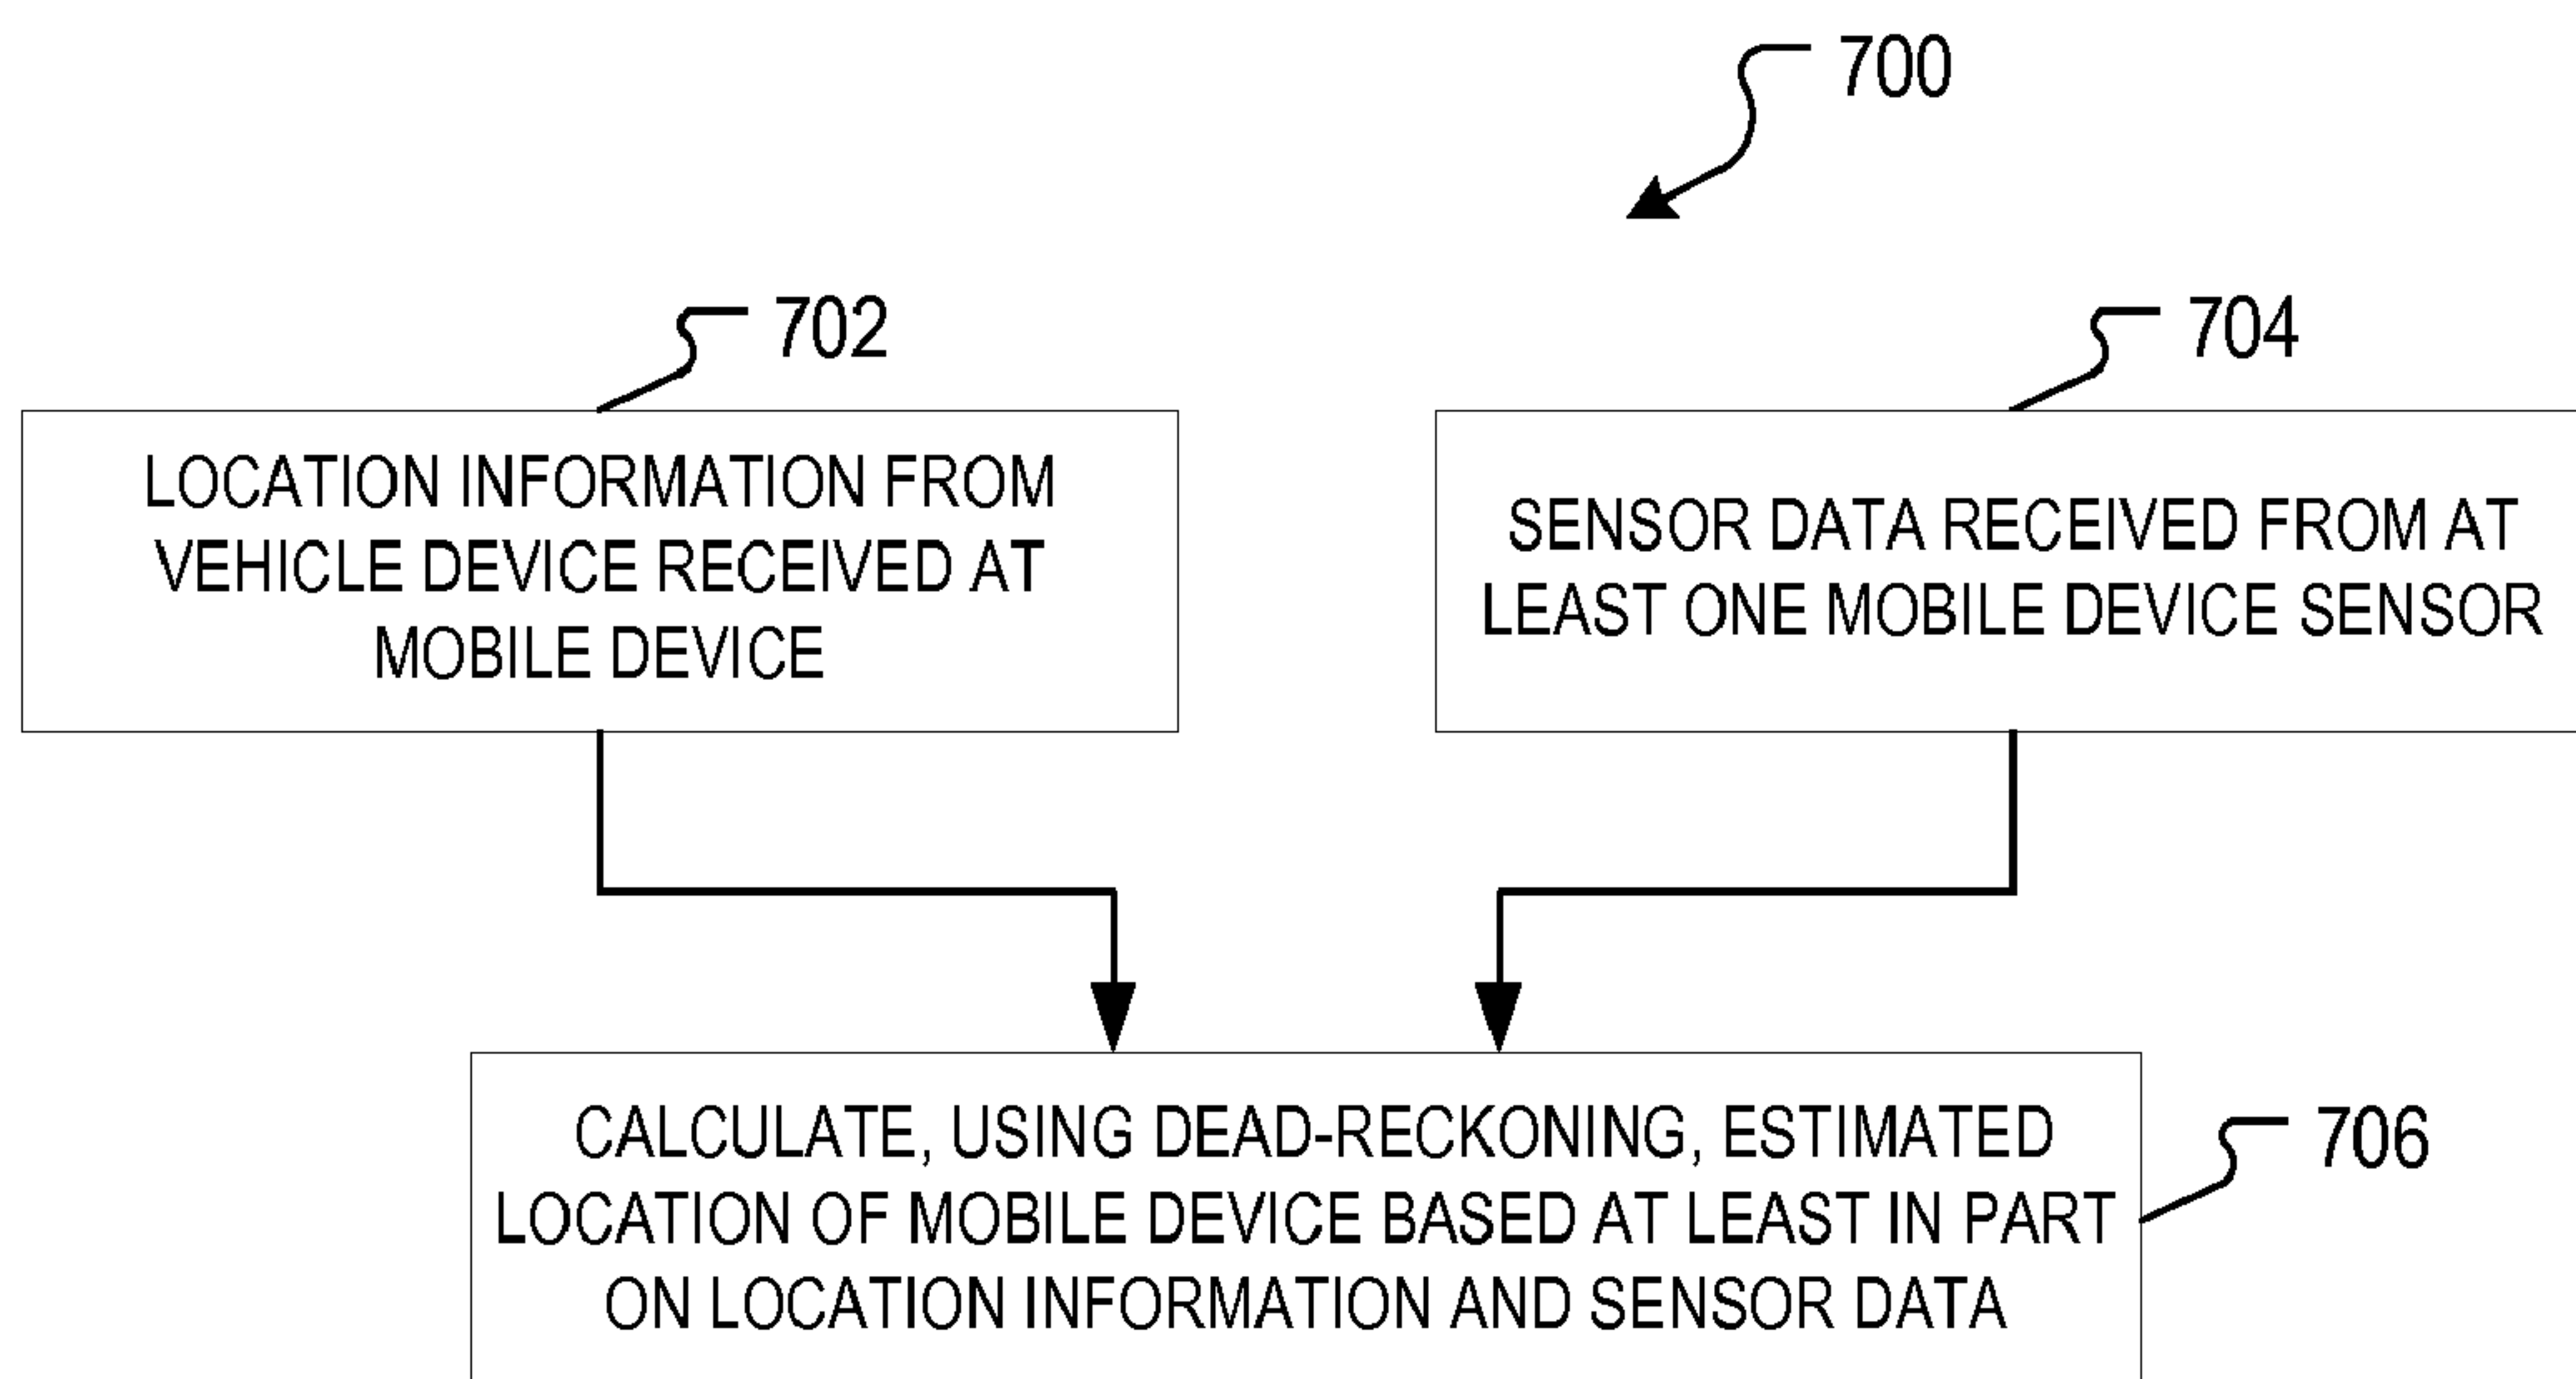 700
702
704
LOCATION INFORMATION FROM
VEHICLE DEVICE RECEIVED AT
MOBILE DEVICE
SENSOR DATA RECEIVED FROM AT
LEAST ONE MOBILE DEVICE SENSOR
CALCULATE, USING DEAD-RECKONING, ESTIMATED
LOCATION OF MOBILE DEVICE BASED AT LEAST IN PART
ON LOCATION INFORMATION AND SENSOR DATA
706